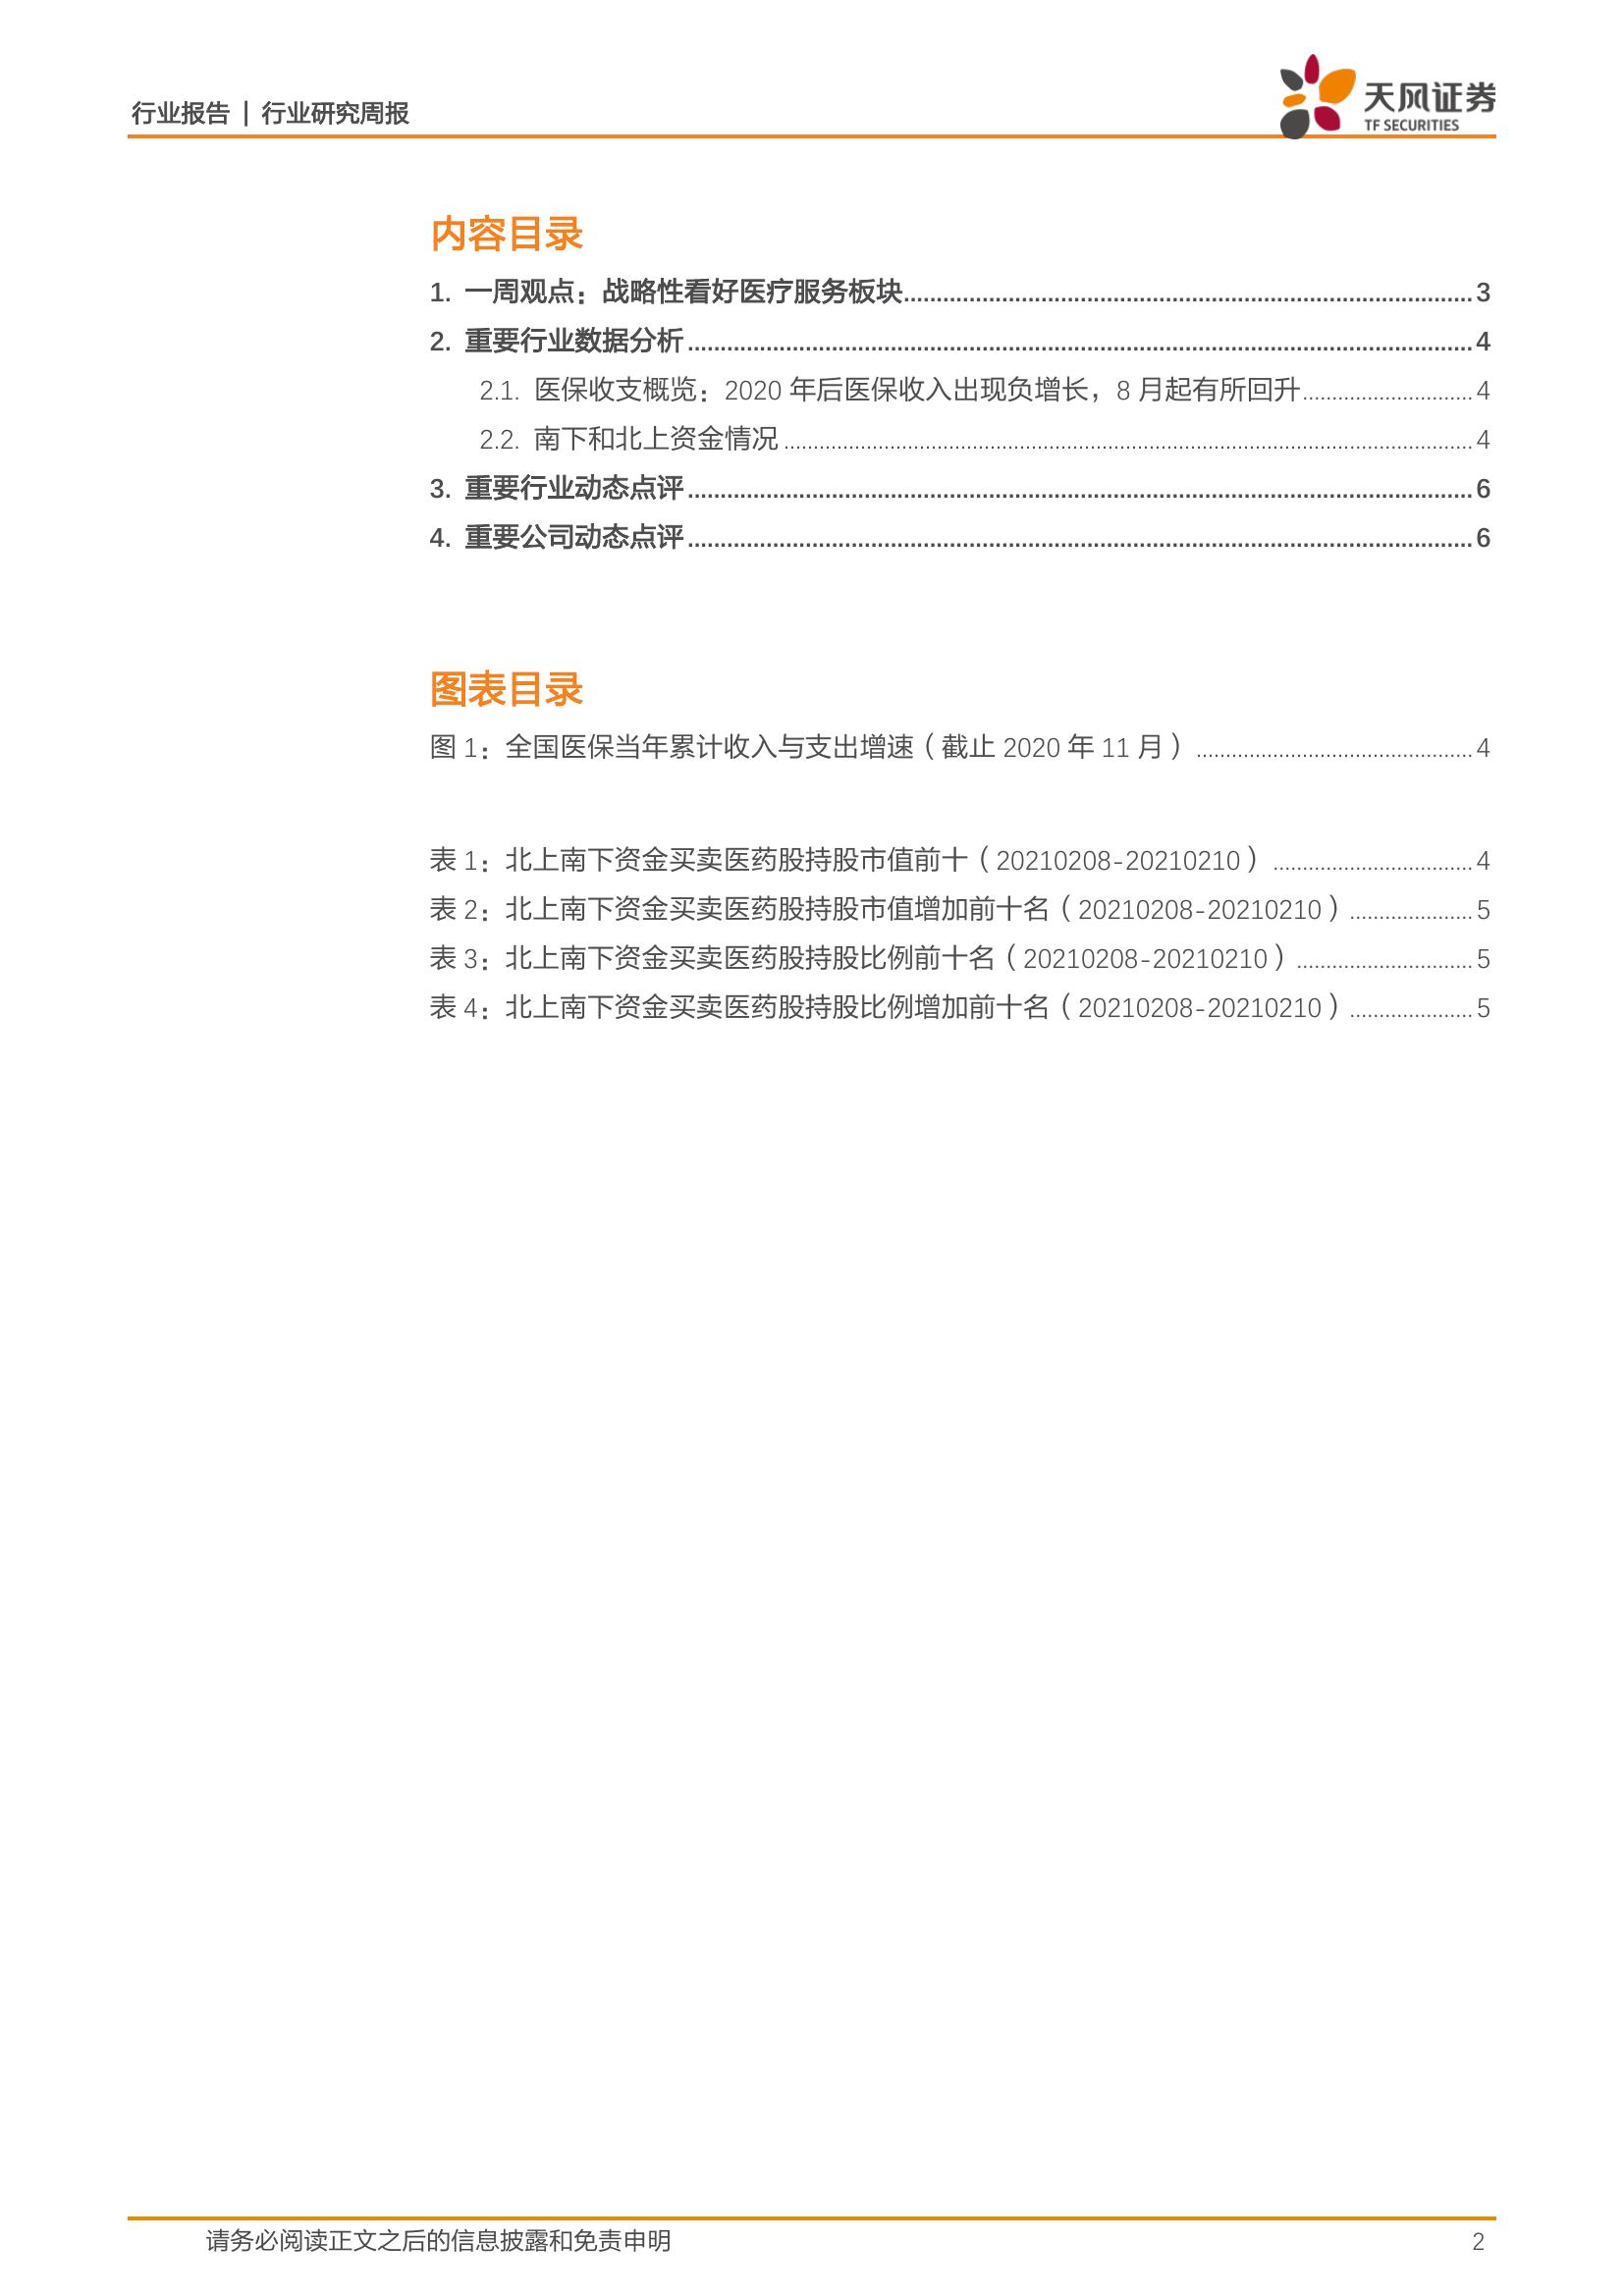 行业报告 | 行业研究周报
天风证券
TF SECURITIES
内容目录
1. 一周观点：战略性看好医疗服务板块 3
2. 重要行业数据分析 4
2.1. 医保收支概览：2020 年后医保收入出现负增长，8 月起有所回升 4
2.2. 南下和北上资金情况 4
3. 重要行业动态点评 6
4. 重要公司动态点评 6
图表目录
图 1：全国医保当年累计收入与支出增速（截止 2020 年 11 月） 4
表 1：北上南下资金买卖医药股持股市值前十（20210208-20210210） 4
表 2：北上南下资金买卖医药股持股市值增加前十名（20210208-20210210） 5
表 3：北上南下资金买卖医药股持股比例前十名（20210208-20210210） 5
表 4：北上南下资金买卖医药股持股比例增加前十名（20210208-20210210） 5
请务必阅读正文之后的信息披露和免责申明 2